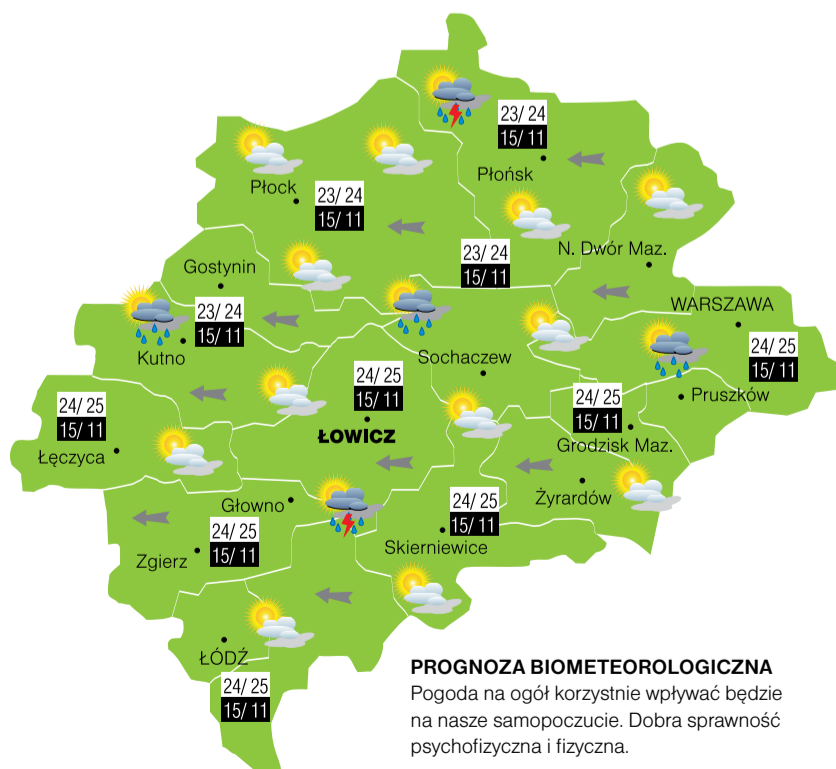 23/ 24
15/ 11
Płońsk
Płock
23/ 24
15/ 11
N. Dwór Maz.
23/ 24
15/ 11
Gostynin
WARSZAWA
23/ 24
15/ 11
Kutno
24/ 25
15/ 11
Sochaczew
Pruszków
24/ 25
15/ 11
ŁOWICZ
24/ 25
15/ 11
Łęczyca
24/ 25
15/ 11
Grodzisk Maz.
Żyrardów
Głowno
24/ 25
15/ 11
Skierniewice
24/ 25
15/ 11
Zgierz
ŁÓDŹ
24/ 25
15/ 11
PROGNOZA BIOMETEOROLOGICZNA
Pogoda na ogół korzystnie wpływać będzie
na nasze samopoczucie. Dobra sprawność
psychofizyczna i fizyczna.